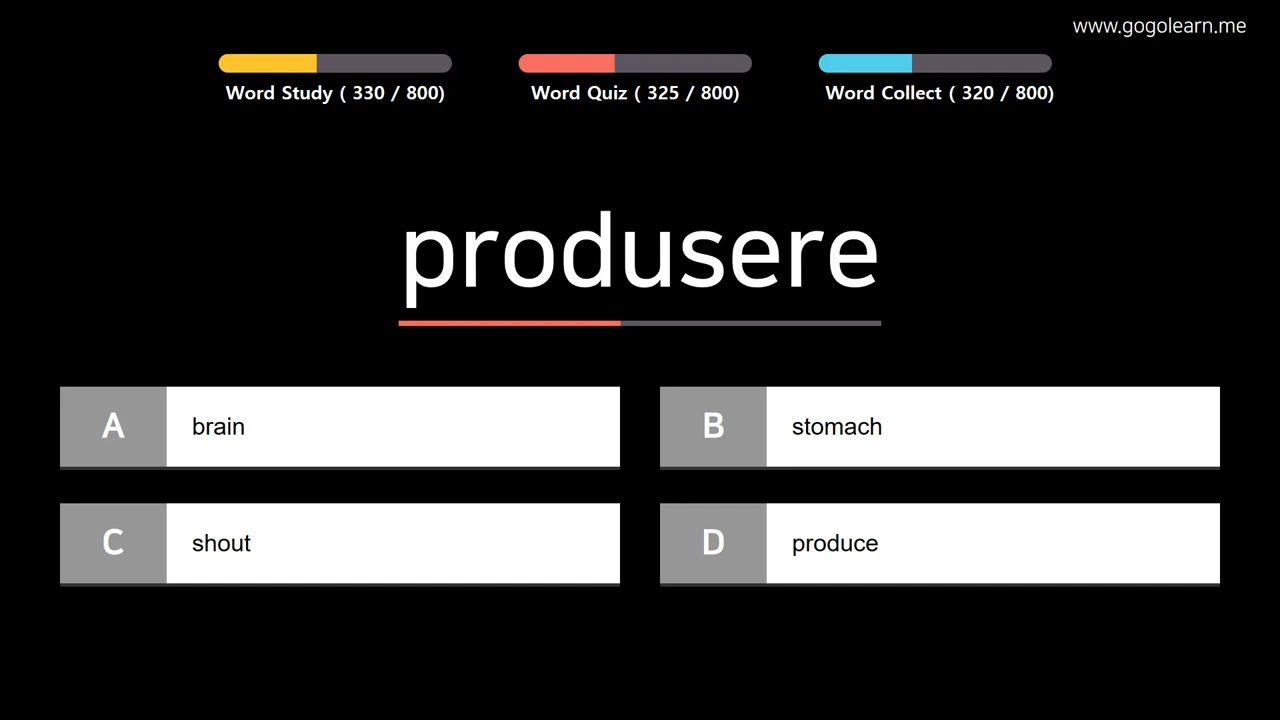 www.gogolearn.me
Word Study ( 330 / 800)
Word Quiz ( 325 / 800)
Word Collect ( 320 / 800)
produsere
A brain
B stomach
C shout
D produce